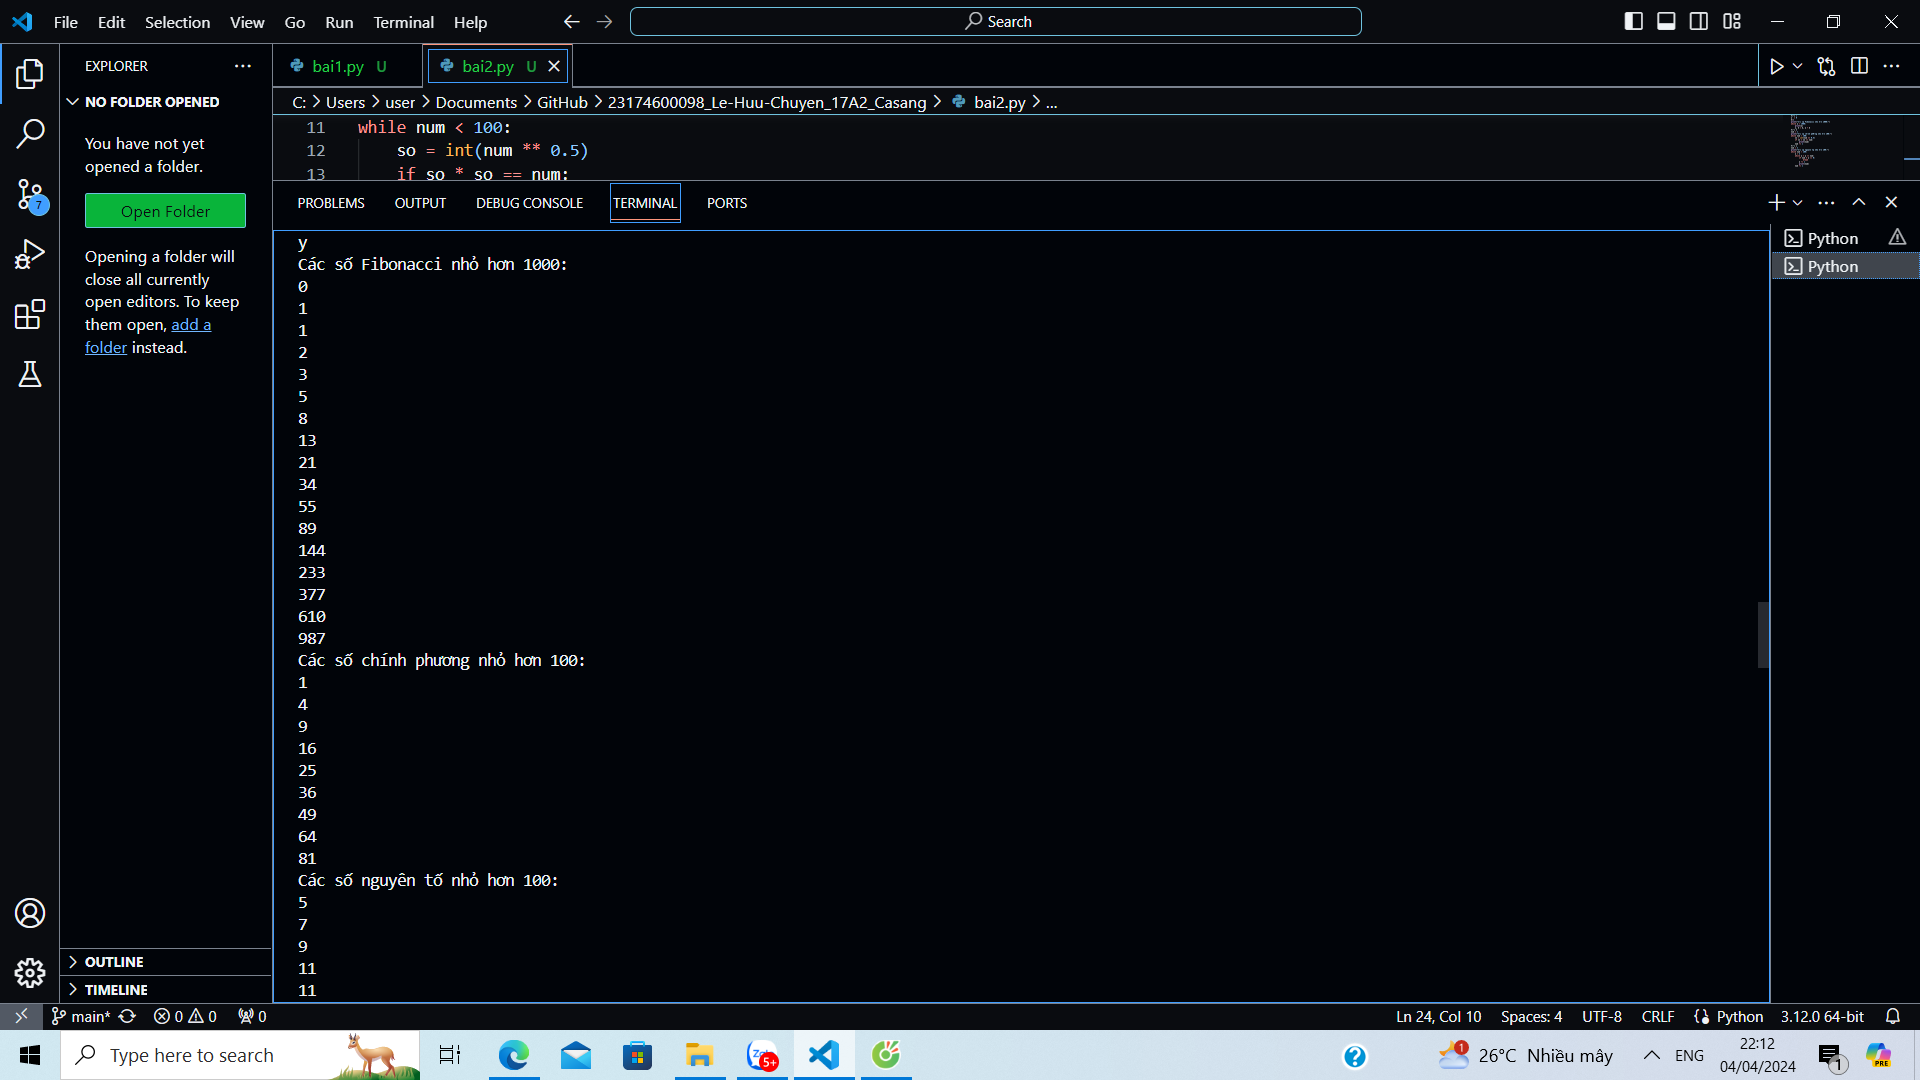 File Edit Selection View Go Run Terminal Help
Search
EXPLORER
NO FOLDER OPENED
You have not yet
opened a folder.
Open Folder
Opening a folder will
close all currently
open editors. To keep
them open, add a
folder instead.
OUTLINE
TIMELINE
7
bai1.py U
bai2.py U
C: > Users > user > Documents > GitHub > 23174600098_Le-Huu-Chuyen_17A2_Casang > bai2.py > ...
11 while num < 100:
12 so = int(num ** 0.5)
13 if so * so == num:
PROBLEMS OUTPUT DEBUG CONSOLE TERMINAL PORTS
y
Các số Fibonacci nhỏ hơn 1000:
0
1
1
2
3
5
8
13
21
34
55
89
144
233
377
610
987
Các số chính phương nhỏ hơn 100:
1
4
9
16
25
36
49
64
81
Các số nguyên tố nhỏ hơn 100:
5
7
9
11
11
Python
Python
main* 0 0 0
Ln 24, Col 10 Spaces: 4 UTF-8 CRLF Python 3.12.0 64-bit
Type here to search
5+
1
26°C Nhiều mây
ENG
22:12
04/04/2024
1
PRE